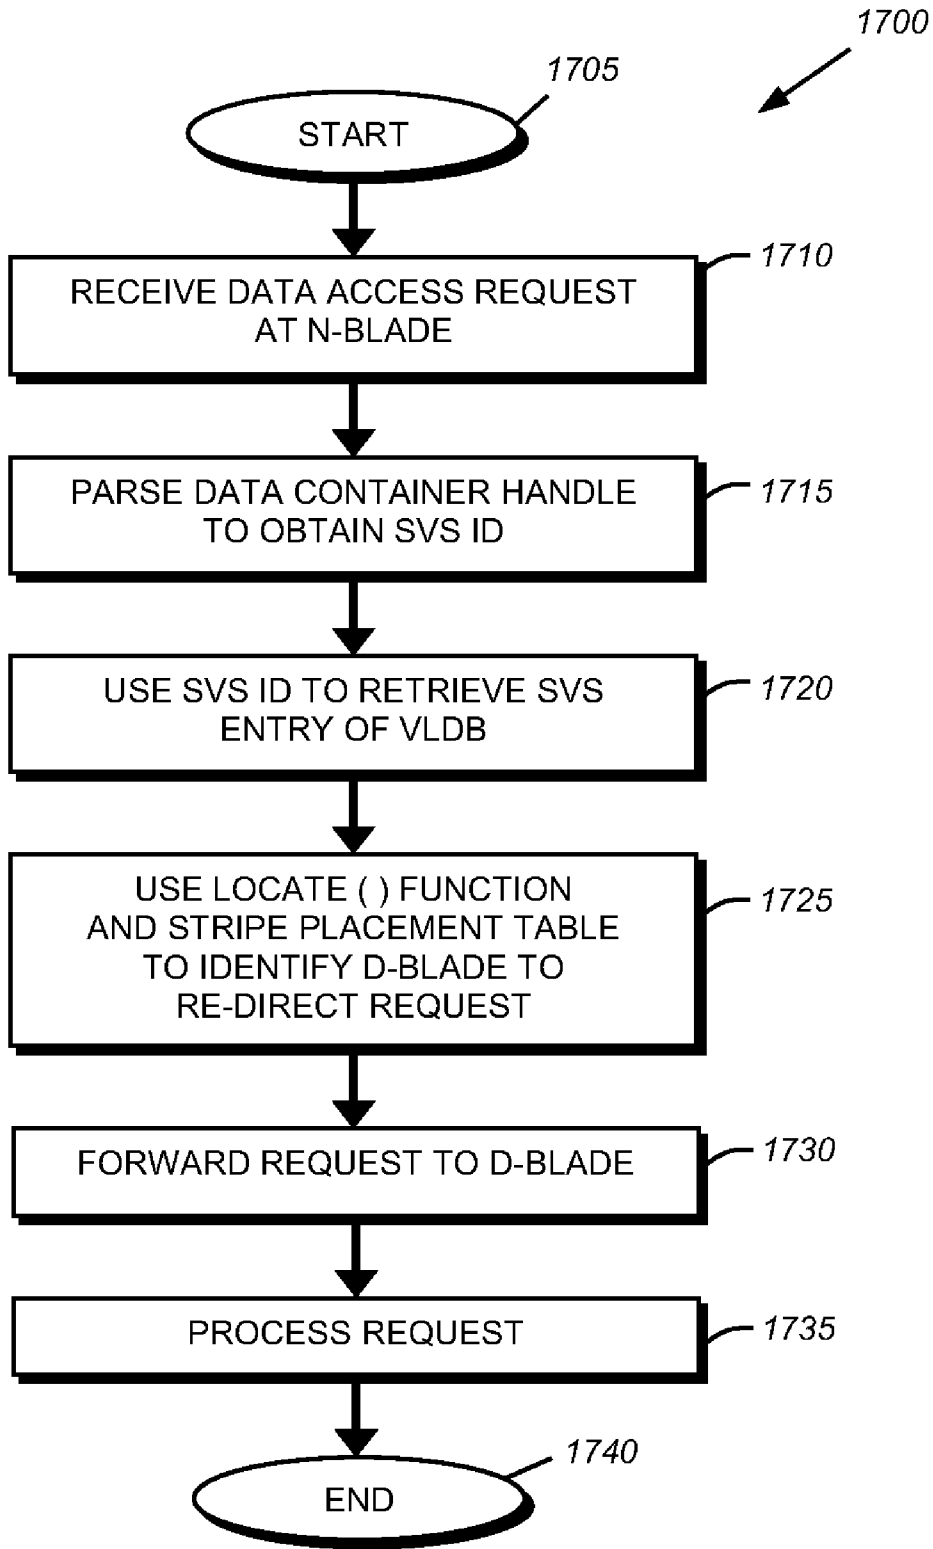 1700
1705
START
1710
RECEIVE DATA ACCESS REQUEST
AT N-BLADE
1715
PARSE DATA CONTAINER HANDLE
TO OBTAIN SVS ID
1720
USE SVS ID TO RETRIEVE SVS
ENTRY OF VLDB
1725
USE LOCATE ( ) FUNCTION
AND STRIPE PLACEMENT TABLE
TO IDENTIFY D-BLADE TO
RE-DIRECT REQUEST
1730
FORWARD REQUEST TO D-BLADE
1735
PROCESS REQUEST
1740
END